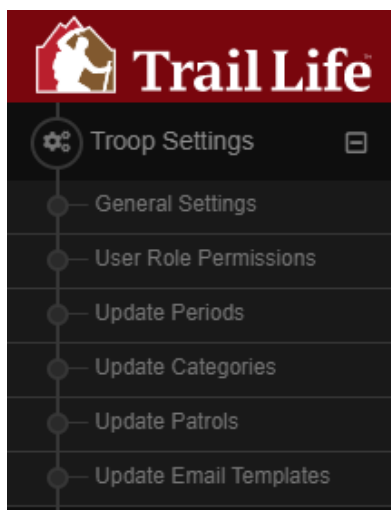 Trail Life
Troop Settings
General Settings
User Role Permissions
Update Periods
Update Categories
Update Patrols
Update Email Templates